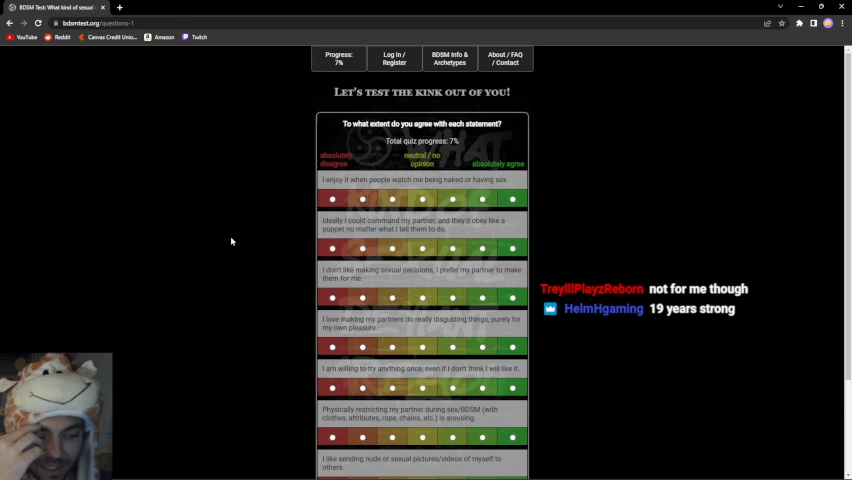 BDSM Test: What kind of sexual
bdsmtest.org/questions-1
YouTube Reddit Canvas Credit Unio... Amazon Twitch
Progress:
7%
Log In /
Register
BDSM Info &
Archetypes
About / FAQ
/ Contact
Let's test the kink out of you!
To what extent do you agree with each statement?
Total quiz progress: 7%
absolutely
disagree
neutral / no
opinion
absolutely agree
I enjoy it when people watch me being naked or having sex.
Ideally I could command my partner, and they'd obey like a
puppet no matter what I tell them to do.
I don't like making sexual decisions, I prefer my partner to make
them for me.
I love making my partners do really disgusting things, purely for
my own pleasure.
I am willing to try anything once, even if I don't think I will like it.
Physically restricting my partner during sex/BDSM (with
clothes, attributes, rope, chains, etc.) is arousing.
I like sending nude or sexual pictures/videos of myself to
others.
TreylilPlayzReborn not for me though
HelmHgaming 19 years strong